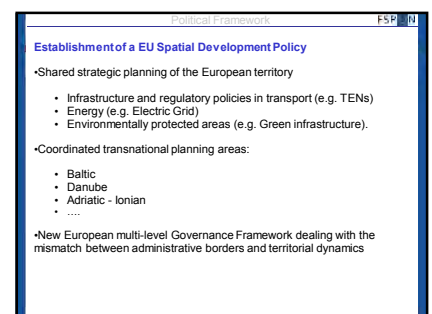 Political Framework
Establishment of a EU Spatial Development Policy
•Shared strategic planning of the European territory
• Infrastructure and regulatory policies in transport (e.g. TENs)
• Energy (e.g. Electric Grid)
• Environmentally protected areas (e.g. Green infrastructure).
•Coordinated transnational planning areas:
• Baltic
• Danube
• Adriatic - Ionian
• ....
•New European multi-level Governance Framework dealing with the
mismatch between administrative borders and territorial dynamics